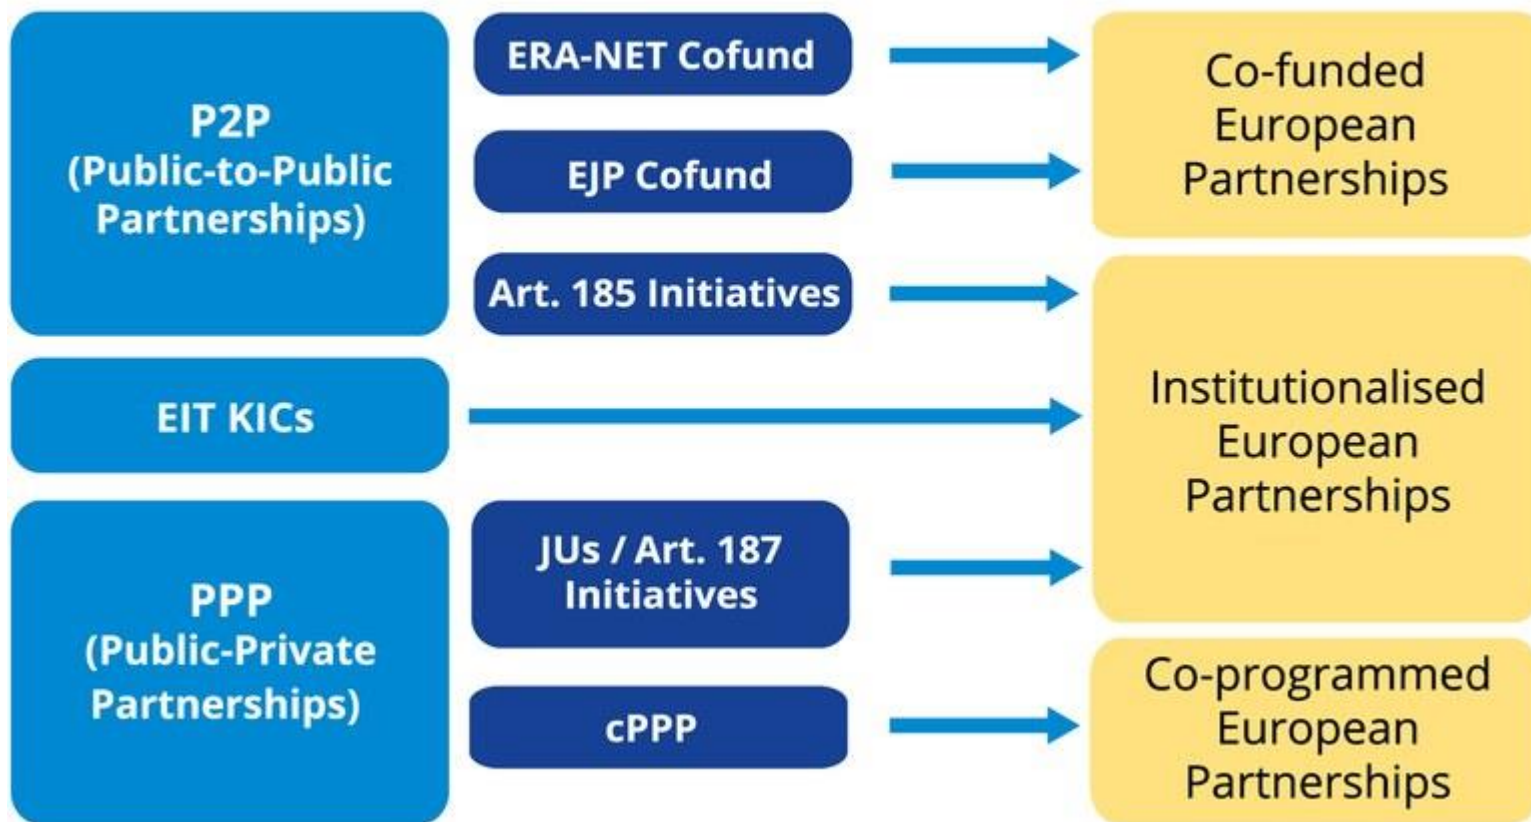 P2P
(Public-to-Public
Partnerships)
ERA-NET Cofund
EJP Cofund
Art. 185 Initiatives
Co-funded
European
Partnerships
EIT KICs
Institutionalised
European
Partnerships
PPP
(Public-Private
Partnerships)
JUs / Art. 187
Initiatives
cPPP
Co-programmed
European
Partnerships